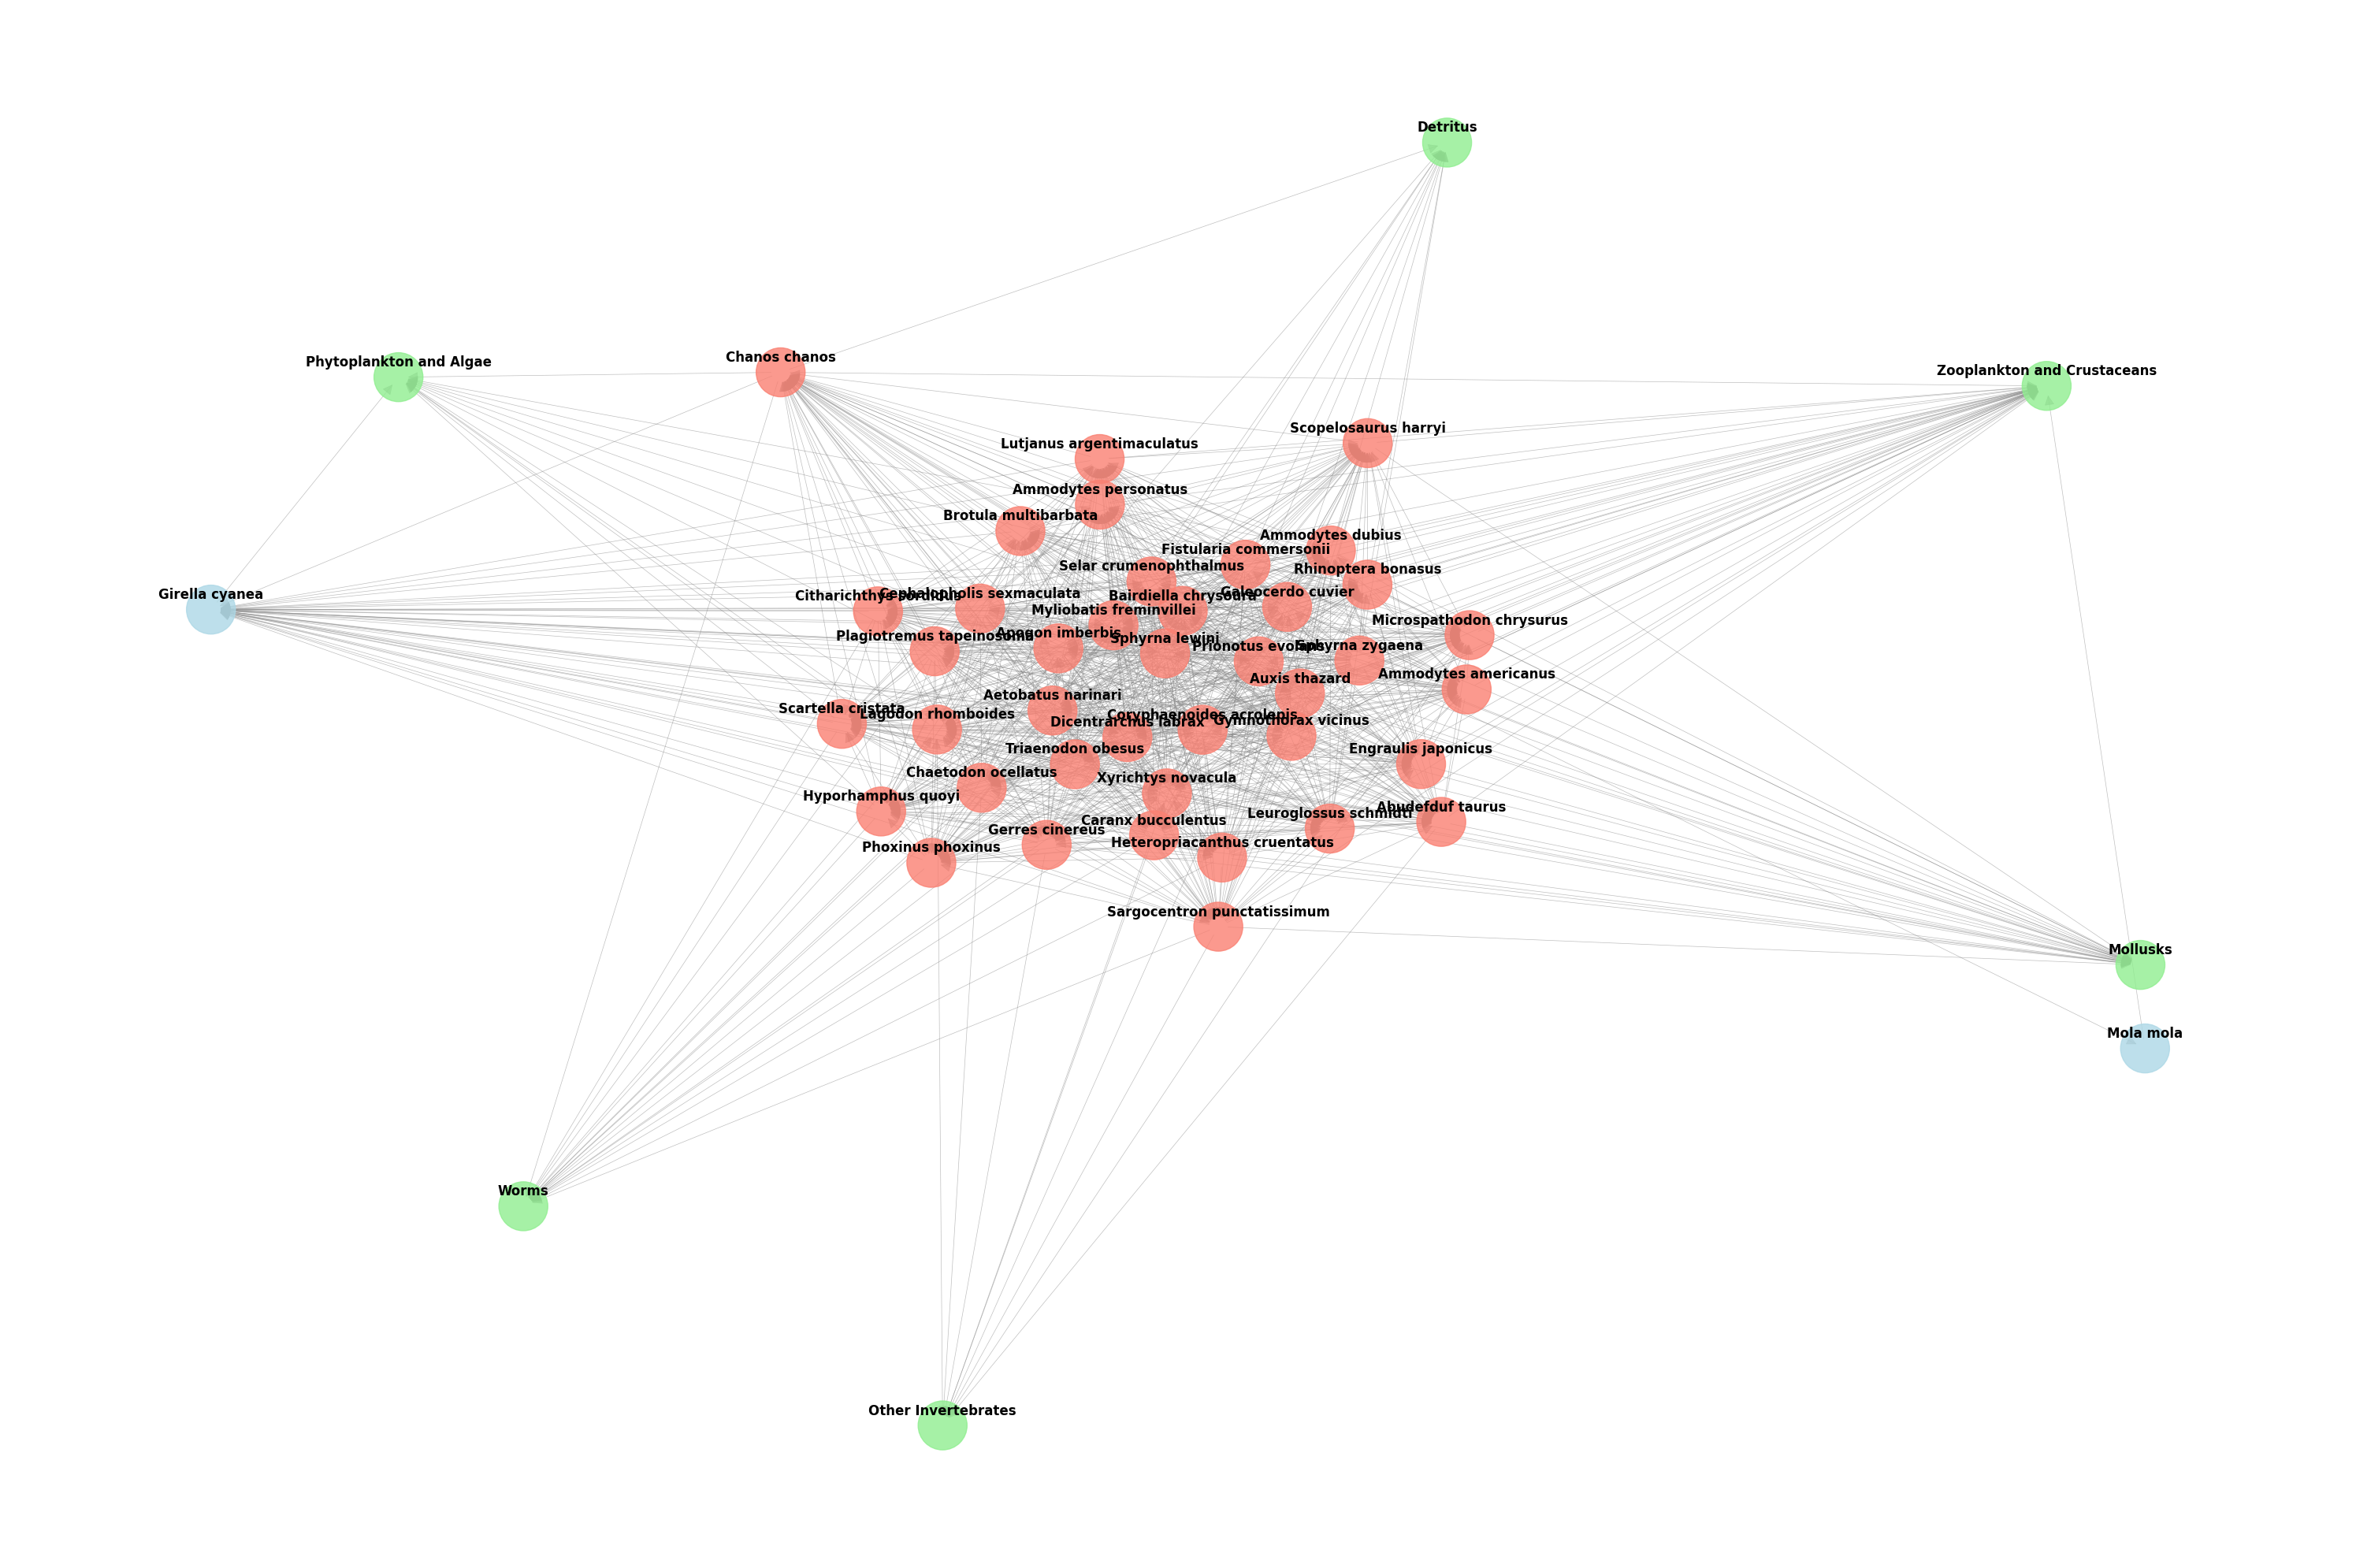 Detritus
Phytoplankton and Algae
Chanos chanos
Zooplankton and Crustaceans
Scopelosaurus harryi
Lutjanus argentimaculatus
Ammodytes personatus
Brotula multibarbata
Ammodytes dubius
Fistularia commersonii
Selar crumenophthalmus
Rhinoptera bonasus
Girella cyanea
Citharichthys sordidus
Cephalopholis sexmaculata
Bairdiella chrysoura
Galeocerdo cuvier
Myliobatis freminvillei
Microspathodon chrysurus
Plagiotremus tapeinosoma
Apogon imberbis
Sphyrna lewini
Prionotus evolans
Sphyrna zygaena
Ammodytes americanus
Auxis thazard
Aetobatus narinari
Scartella cristata
Lagodon rhomboides
Coryphaenoides acrolepis
Dicentrarchus labrax
Gymnothorax vicinus
Triaenodon obesus
Engraulis japonicus
Chaetodon ocellatus
Xyrichtys novacula
Hyporhamphus quoyi
Abudefduf taurus
Leuroglossus schmidti
Caranx bucculentus
Gerres cinereus
Heteropriacanthus cruentatus
Phoxinus phoxinus
Sargocentron punctatissimum
Mollusks
Mola mola
Worms
Other Invertebrates